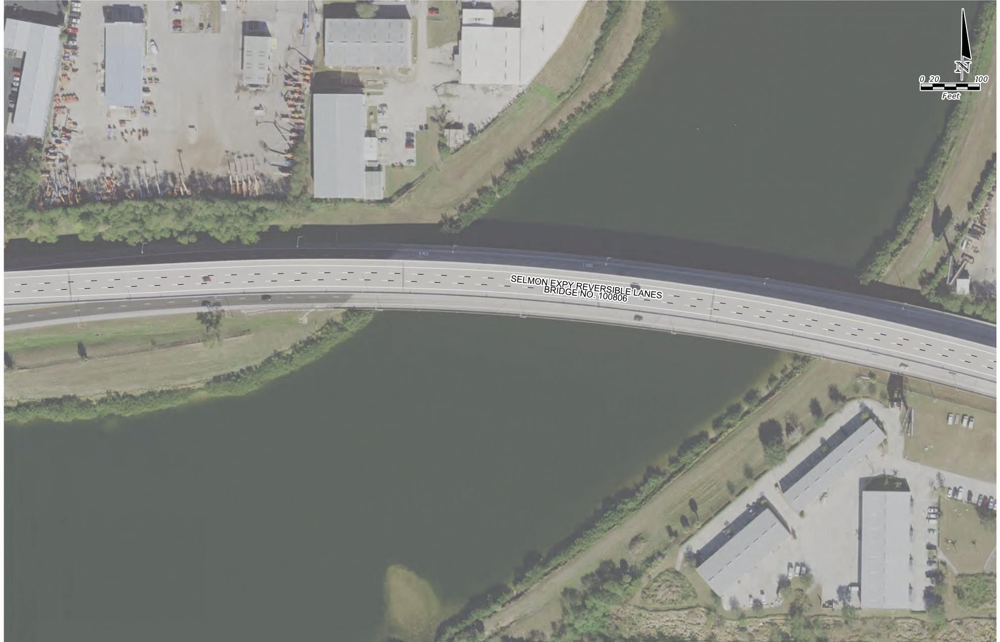 N
0 20 100
Feet
SELMON EXPY REVERSIBLE LANES
BRIDGE NO. 100806